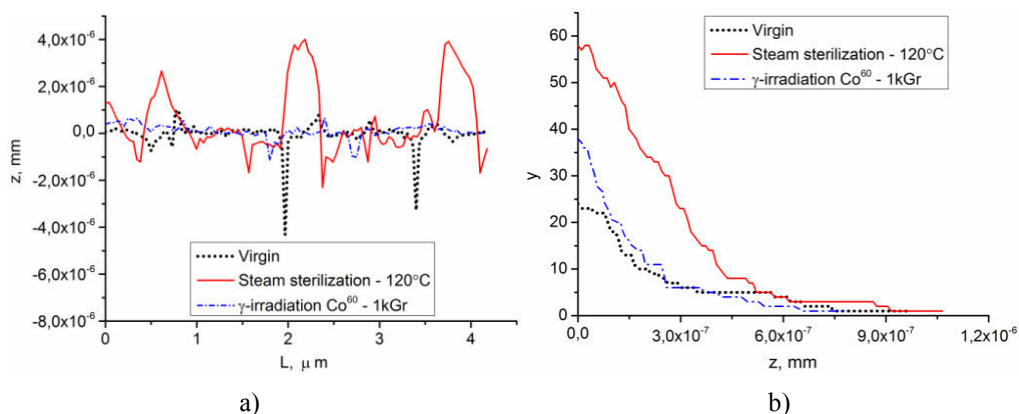 4,0x10⁻⁶
2,0x10⁻⁶
0,0
-2,0x10⁻⁶
-4,0x10⁻⁶
-6,0x10⁻⁶
-8,0x10⁻⁶
z, mm
0 1 2 3 4
L, μ m
Virgin
Steam sterilization - 120°C
γ-irradiation Co⁶⁰ - 1kGr
a)
60
50
40
30
20
10
0
y
0,0 3,0x10⁻⁷ 6,0x10⁻⁷ 9,0x10⁻⁷ 1,2x10⁻⁶
z, mm
Virgin
Steam sterilization - 120°C
γ-irradiation Co⁶⁰ - 1kGr
b)